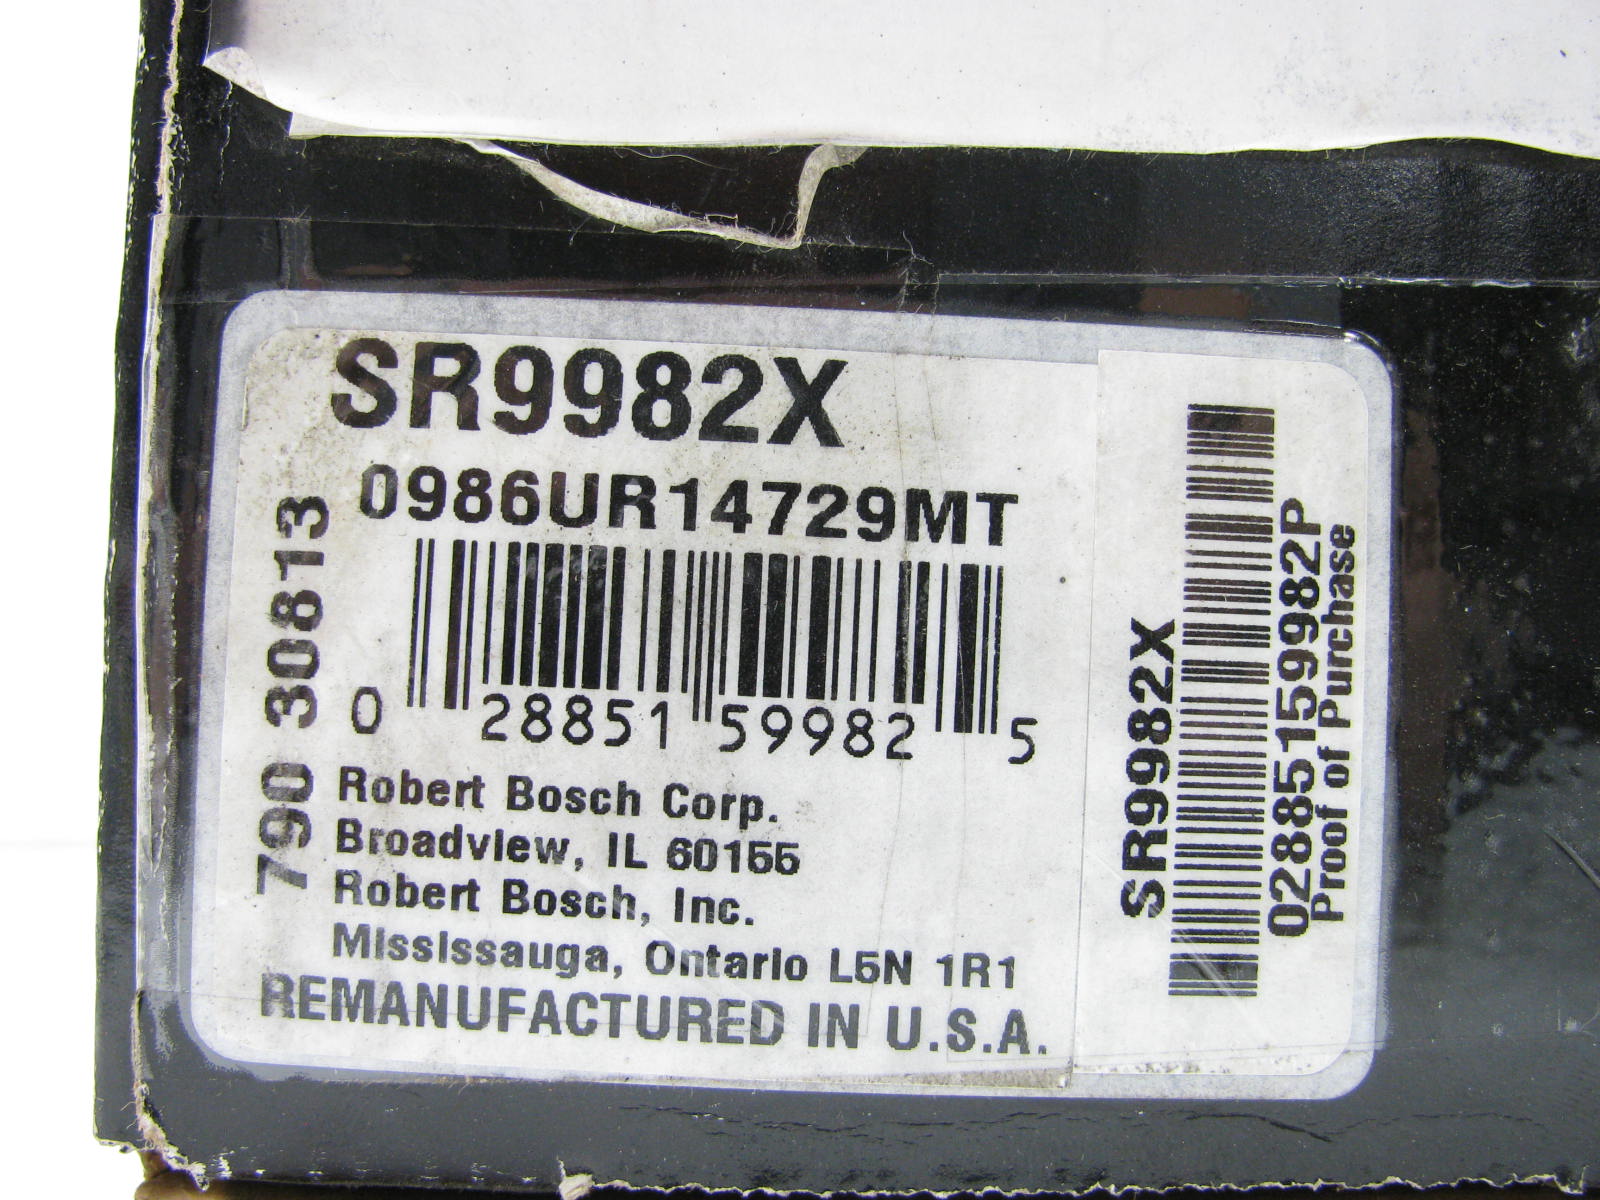 SR9982X
0986UR14729MT
790 30813
0 28851 59982 5
Robert Bosch Corp.
Broadview, IL 60155
Robert Bosch, Inc.
Mississauga, Ontario L5N 1R1
REMANUFACTURED IN U.S.A.
SR9982X
02885159982P
Proof of Purchase